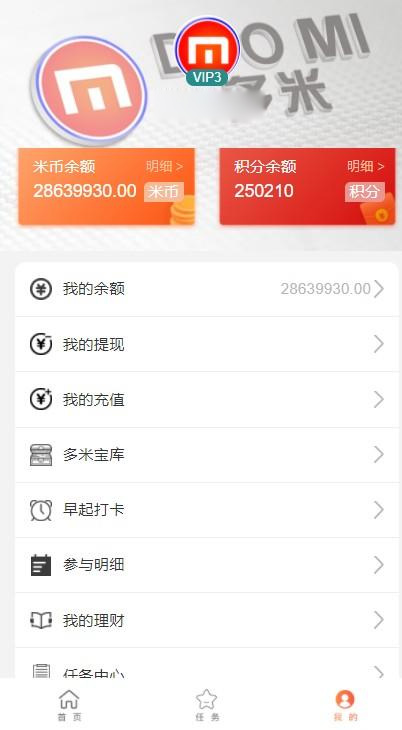 DUO MI
多米
VIP3
米币余额 明细 >
28639930.00 米币
积分余额 明细 >
250210 积分
我的余额 28639930.00
我的提现
我的充值
多米宝库
早起打卡
参与明细
我的理财
任务中心
首页 任务 我的